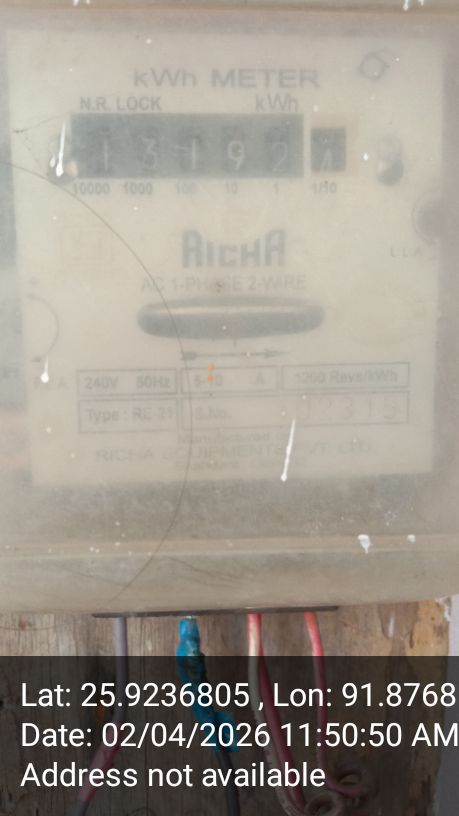 kWh METER
N.R. LOCK kWh
1 3 1 9 2
10000 1000 100 10 1 1/10
RICHA
AC 1-PHASE 2-WIRE
240V 50Hz A 1200 Revs/kWh
Type : RE-21 S.No.
RICHA EQUIPMENTS PVT. LTD.
Lat: 25.9236805 , Lon: 91.8768
Date: 02/04/2026 11:50:50 AM
Address not available